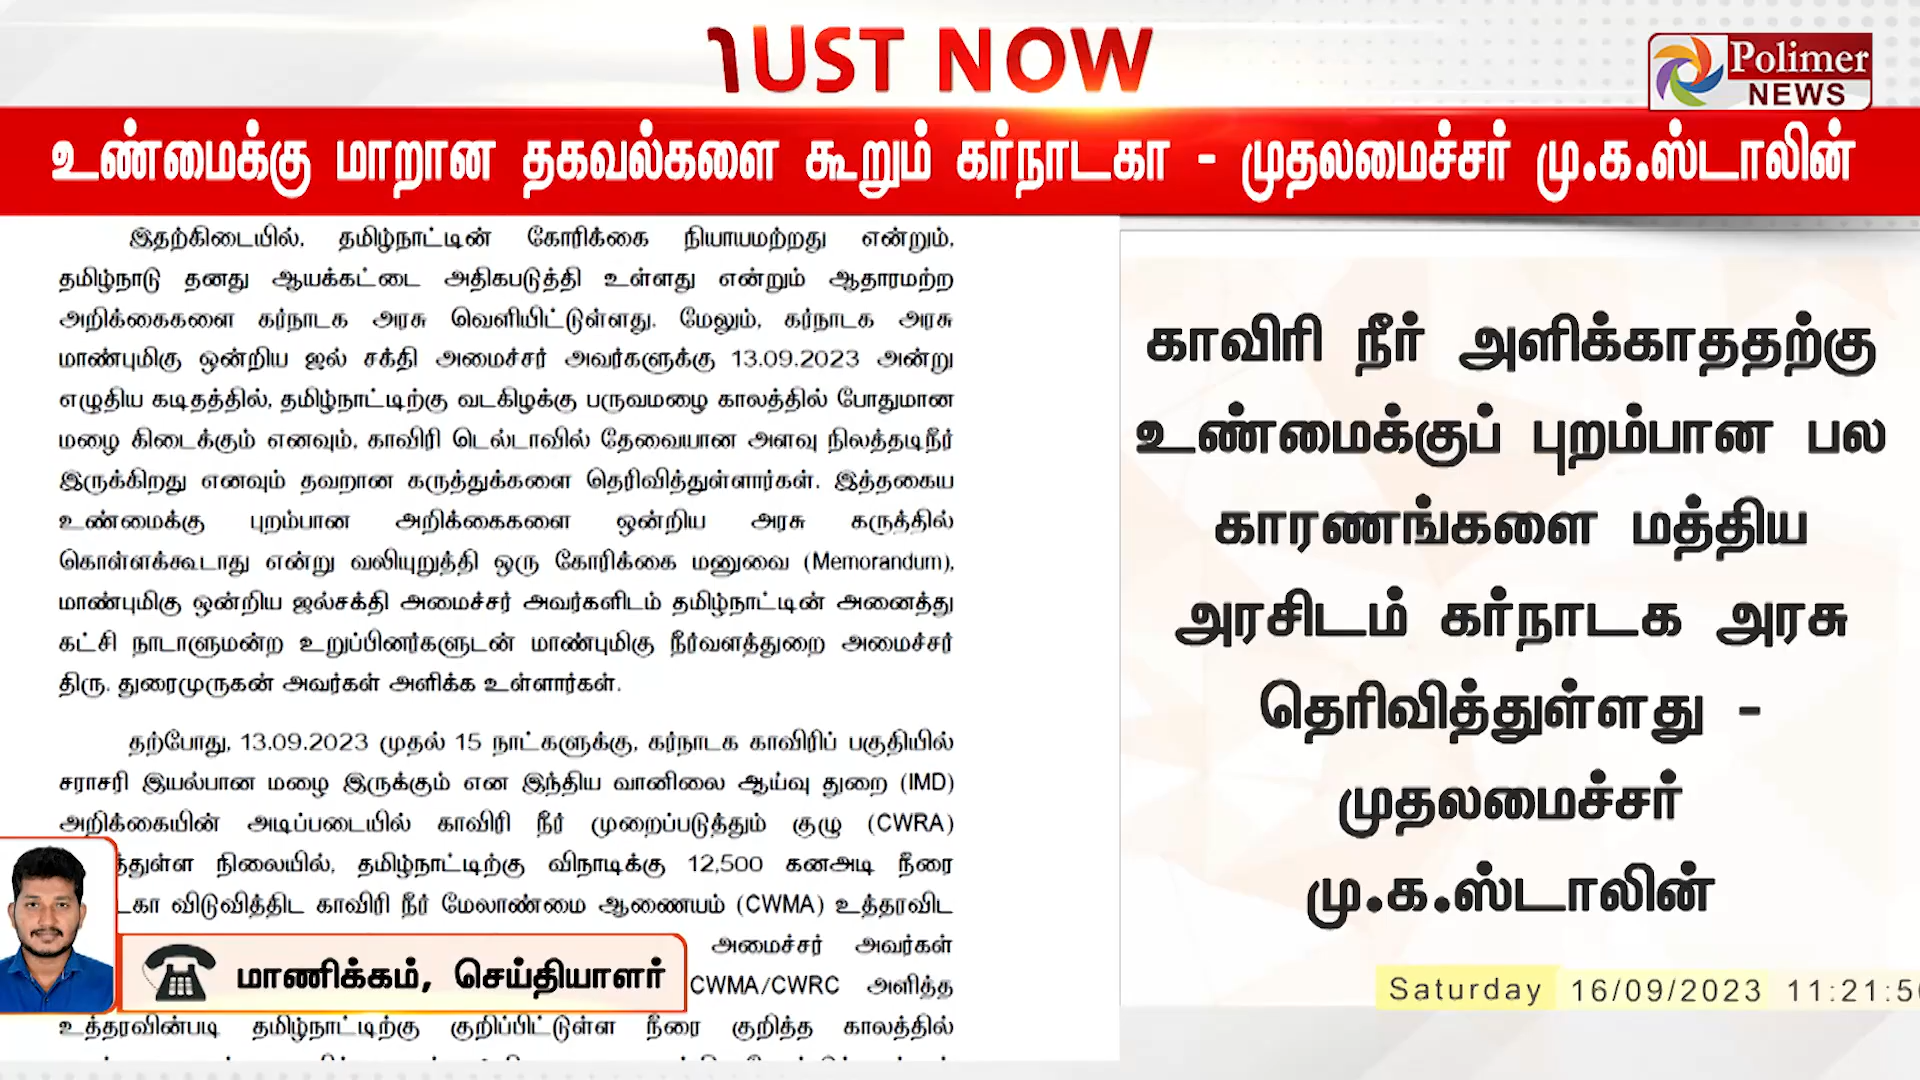 JUST NOW
Polimer
NEWS
உண்மைக்கு மாறான தகவல்களை கூறும் கர்நாடகா - முதலமைச்சர் மு.க.ஸ்டாலின்
இதற்கிடையில், தமிழ்நாட்டின் கோரிக்கை நியாயமற்றது என்றும்,
தமிழ்நாடு தனது ஆயக்கட்டை அதிகபடுத்தி உள்ளது என்றும் ஆதாரமற்ற
அறிக்கைகளை கர்நாடக அரசு வெளியிட்டுள்ளது. மேலும், கர்நாடக அரசு
மாண்புமிகு ஒன்றிய ஜல் சக்தி அமைச்சர் அவர்களுக்கு 13.09.2023 அன்று
எழுதிய கடிதத்தில், தமிழ்நாட்டிற்கு வடகிழக்கு பருவமழை காலத்தில் போதுமான
மழை கிடைக்கும் எனவும், காவிரி டெல்டாவில் தேவையான அளவு நிலத்தடிநீர்
இருக்கிறது எனவும் தவறான கருத்துக்களை தெரிவித்துள்ளார்கள். இத்தகைய
உண்மைக்கு புறம்பான அறிக்கைகளை ஒன்றிய அரசு கருத்தில்
கொள்ளக்கூடாது என்று வலியுறுத்தி ஒரு கோரிக்கை மனுவை (Memorandum),
மாண்புமிகு ஒன்றிய ஜல்சக்தி அமைச்சர் அவர்களிடம் தமிழ்நாட்டின் அனைத்து
கட்சி நாடாளுமன்ற உறுப்பினர்களுடன் மாண்புமிகு நீர்வளத்துறை அமைச்சர்
திரு. துரைமுருகன் அவர்கள் அளிக்க உள்ளார்கள்.
தற்போது, 13.09.2023 முதல் 15 நாட்களுக்கு, கர்நாடக காவிரிப் பகுதியில்
சராசரி இயல்பான மழை இருக்கும் என இந்திய வானிலை ஆய்வு துறை (IMD)
அறிக்கையின் அடிப்படையில் காவிரி நீர் முறைப்படுத்தும் குழு (CWRA)
நிலையில், தமிழ்நாட்டிற்கு விநாடிக்கு 12,500 கனஅடி நீரை
விடுவித்திட காவிரி நீர் மேலாண்மை ஆணையம் (CWMA) உத்தரவிட
அமைச்சர் அவர்கள்
CWMA/CWRC அளித்த
உத்தரவின்படி தமிழ்நாட்டிற்கு குறிப்பிட்டுள்ள நீரை குறித்த காலத்தில்
மாணிக்கம், செய்தியாளர்
காவிரி நீர் அளிக்காததற்கு
உண்மைக்குப் புறம்பான பல
காரணங்களை மத்திய
அரசிடம் கர்நாடக அரசு
தெரிவித்துள்ளது -
முதலமைச்சர்
மு.க.ஸ்டாலின்
Saturday 16/09/2023 11:21:5